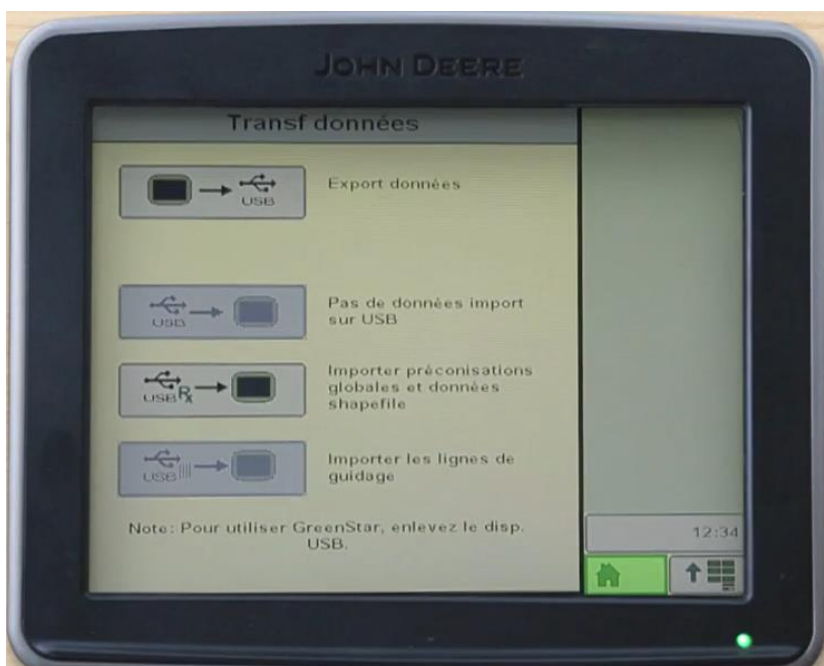 JOHN DEERE
Transf données
USB
Export données
USB
Pas de données import
sur USB
USB Rx
Importer préconisations
globales et données
shapefile
USB
Importer les lignes de
guidage
Note: Pour utiliser GreenStar, enlevez le disp.
USB.
12:34